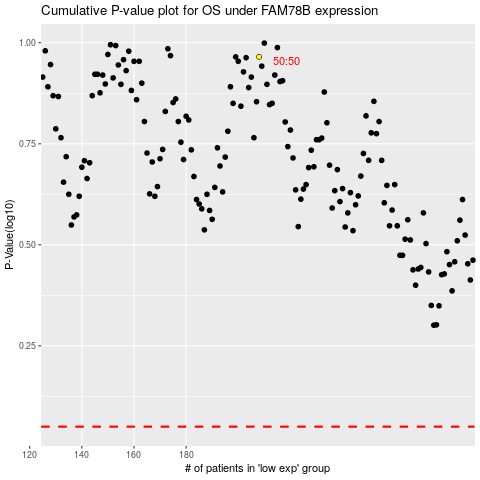 Cumulative P-value plot for OS under FAM78B expression
1.00
50:50
0.75
P-Value(log10)
0.50
0.25
120 140 160 180
# of patients in 'low exp' group